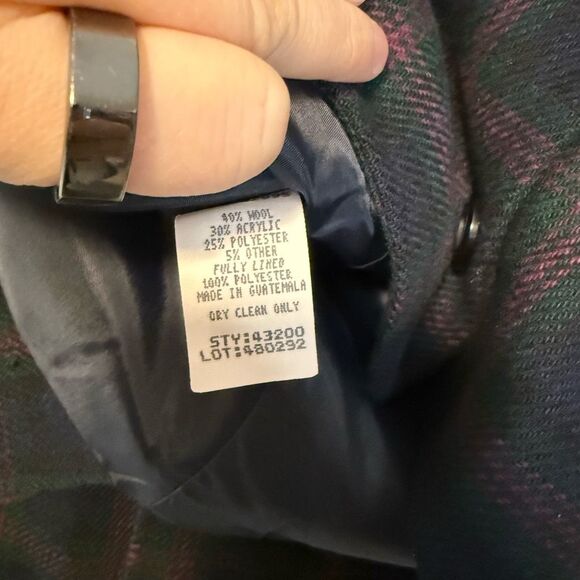 40% WOOL
30% ACRYLIC
25% POLYESTER
5% OTHER
FULLY LINED
100% POLYESTER
MADE IN GUATEMALA
DRY CLEAN ONLY
STY:43200
LOT:480292